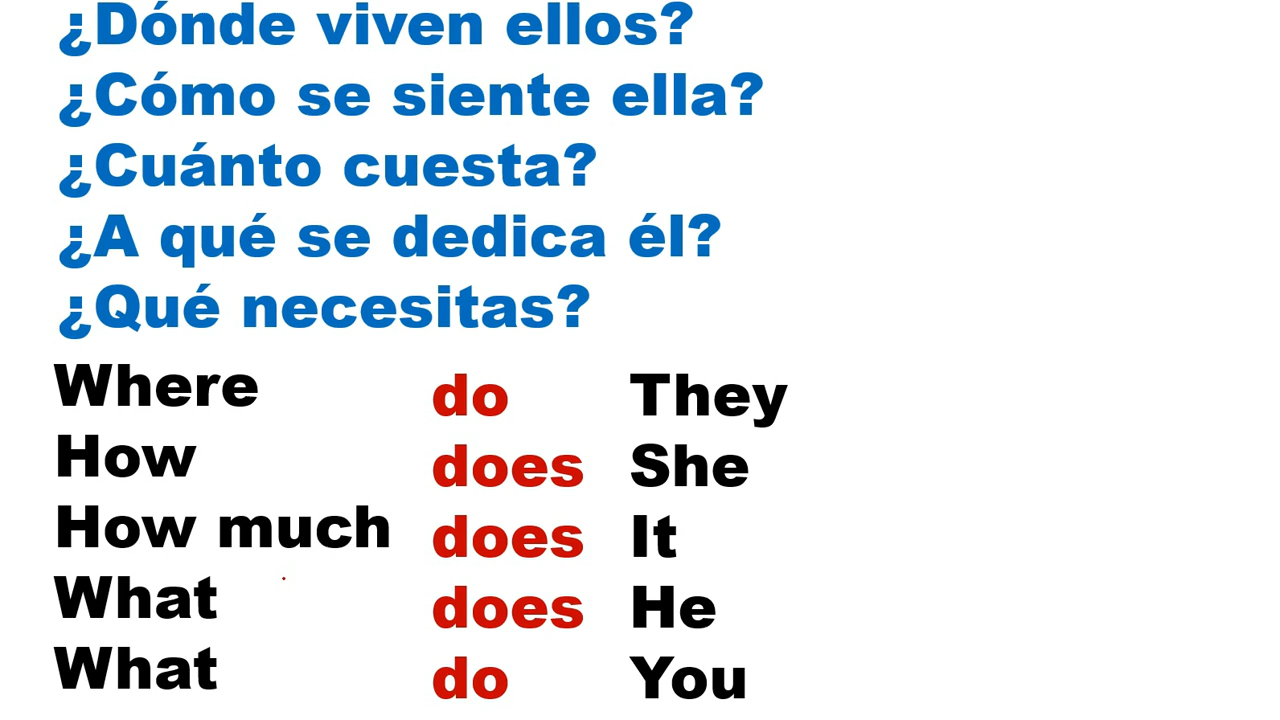 ¿Dónde viven ellos?
¿Cómo se siente ella?
¿Cuánto cuesta?
¿A qué se dedica él?
¿Qué necesitas?
Where do They
How does She
How much does It
What does He
What do You